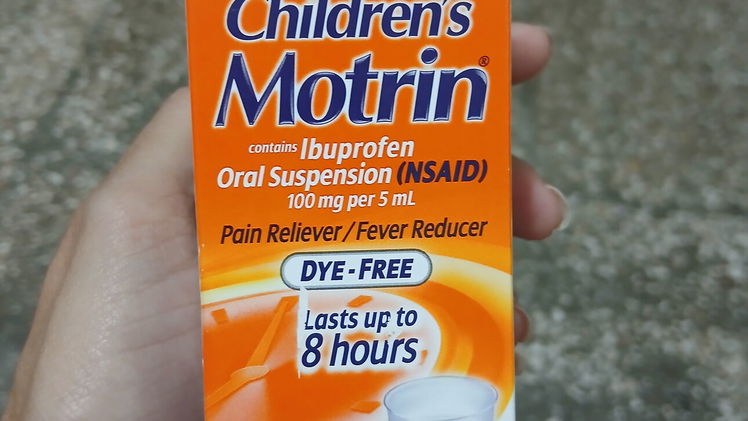 Children's
Motrin®
contains Ibuprofen
Oral Suspension (NSAID)
100 mg per 5 mL
Pain Reliever/Fever Reducer
DYE-FREE
Lasts up to
8 hours